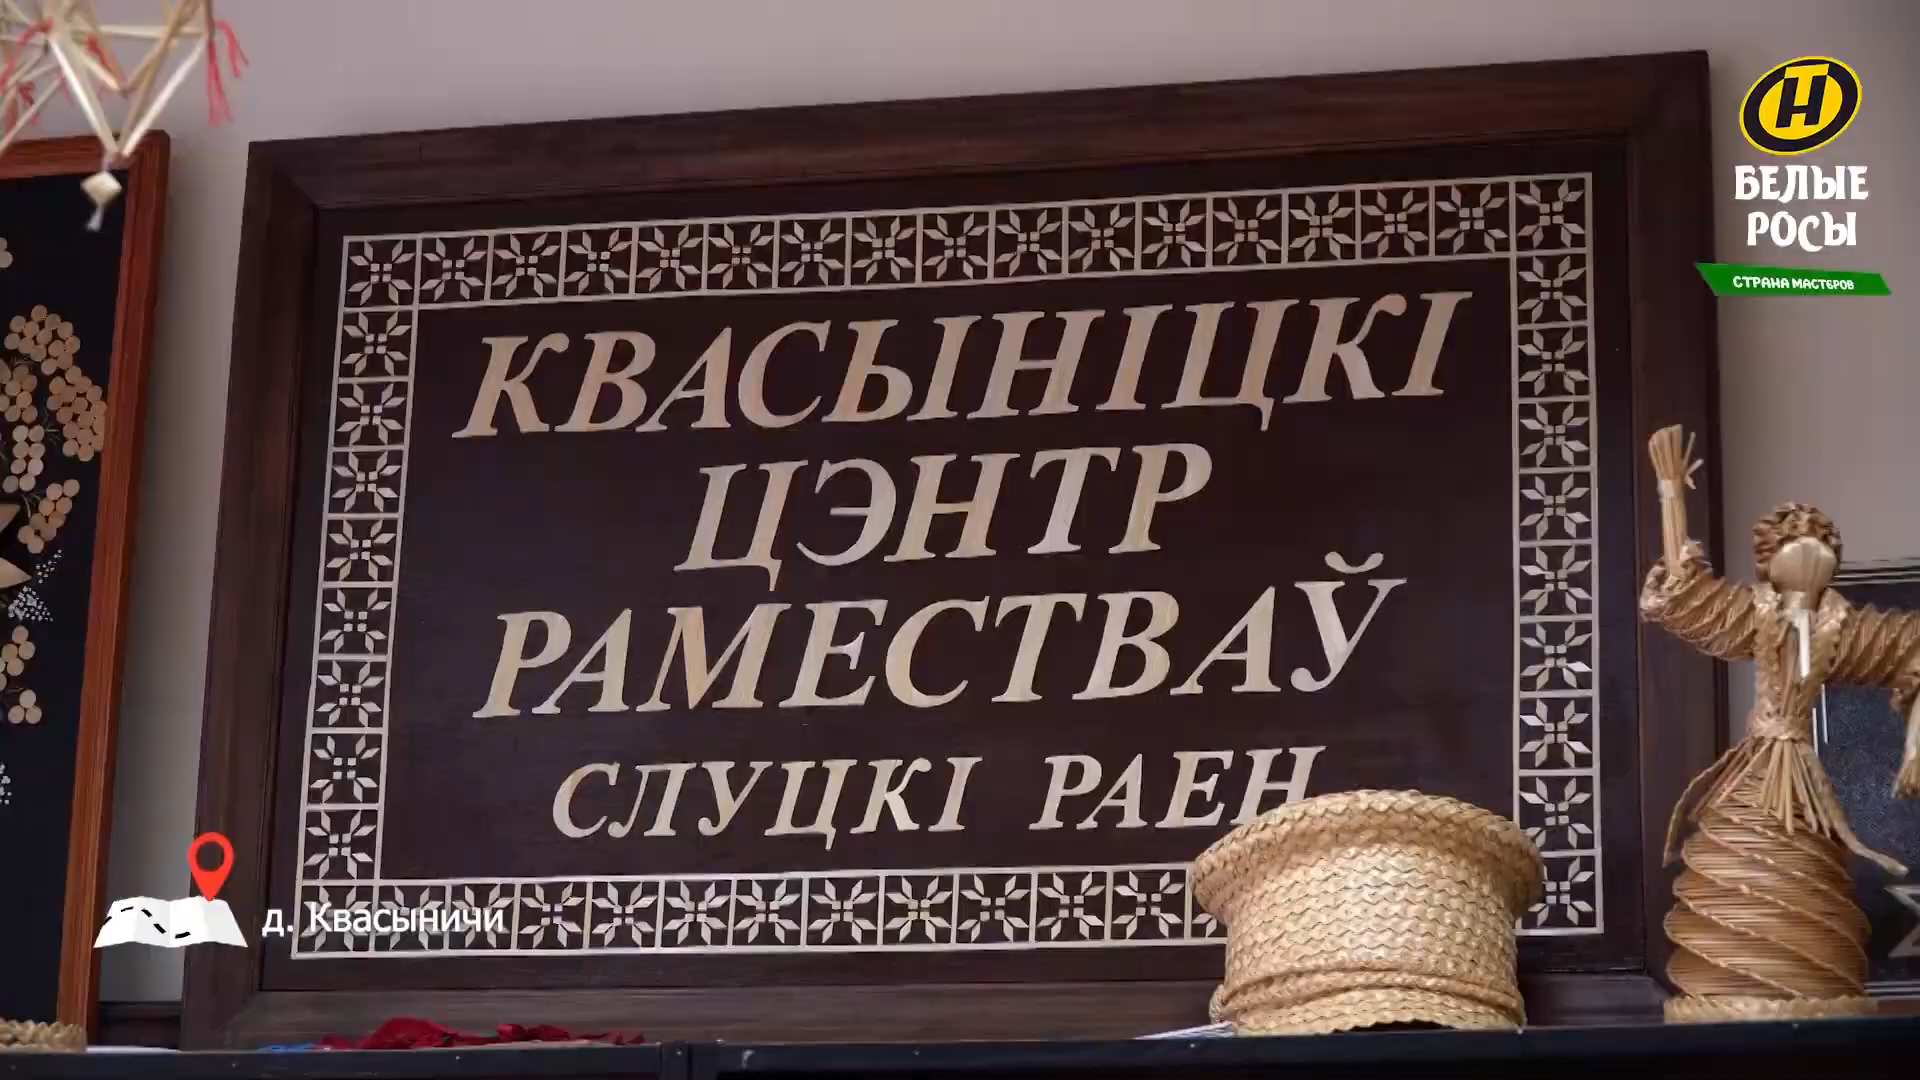 КВАСЫНІЦКІ
ЦЭНТР
РАМЕСТВАЎ
СЛУЦКІ РАЕН
д. Квасыничи
Н
БЕЛЫЕ
РОСЫ
СТРАНА МАСТЕРОВ